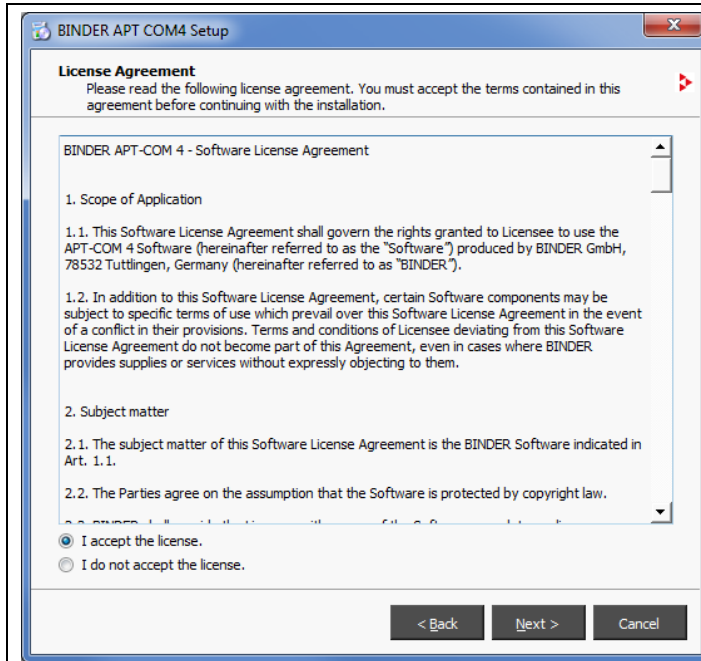 BINDER APT COM4 Setup
License Agreement
Please read the following license agreement. You must accept the terms contained in this
agreement before continuing with the installation.
BINDER APT-COM 4 - Software License Agreement
1. Scope of Application
1.1. This Software License Agreement shall govern the rights granted to Licensee to use the
APT-COM 4 Software (hereinafter referred to as the “Software”) produced by BINDER GmbH,
78532 Tuttlingen, Germany (hereinafter referred to as “BINDER”).
1.2. In addition to this Software License Agreement, certain Software components may be
subject to specific terms of use which prevail over this Software License Agreement in the event
of a conflict in their provisions. Terms and conditions of Licensee deviating from this Software
License Agreement do not become part of this Agreement, even in cases where BINDER
provides supplies or services without expressly objecting to them.
2. Subject matter
2.1. The subject matter of this Software License Agreement is the BINDER Software indicated in
Art. 1.1.
2.2. The Parties agree on the assumption that the Software is protected by copyright law.
I accept the license.
I do not accept the license.
< Back Next > Cancel